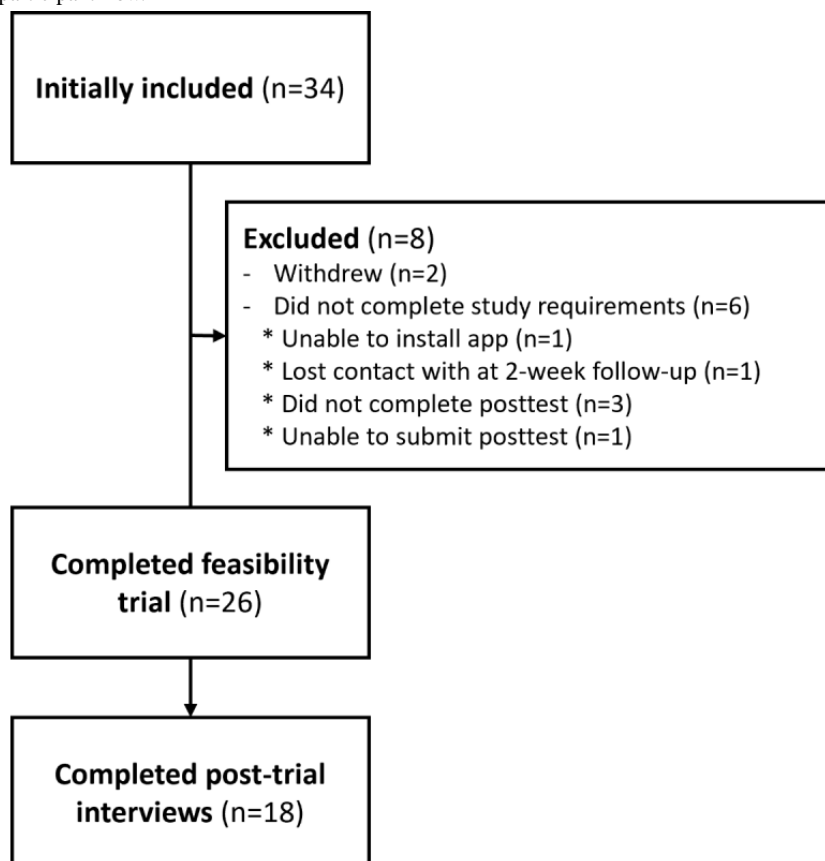 Initially included (n=34)
Excluded (n=8)
- Withdrew (n=2)
- Did not complete study requirements (n=6)
* Unable to install app (n=1)
* Lost contact with at 2-week follow-up (n=1)
* Did not complete posttest (n=3)
* Unable to submit posttest (n=1)
Completed feasibility
trial (n=26)
Completed post-trial
interviews (n=18)